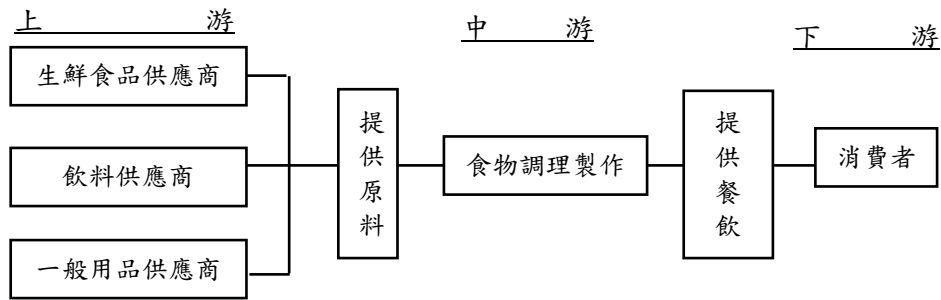 上游
中游
下游
生鮮食品供應商
飲料供應商
一般用品供應商
提供原料
食物調理製作
提供餐飲
消費者